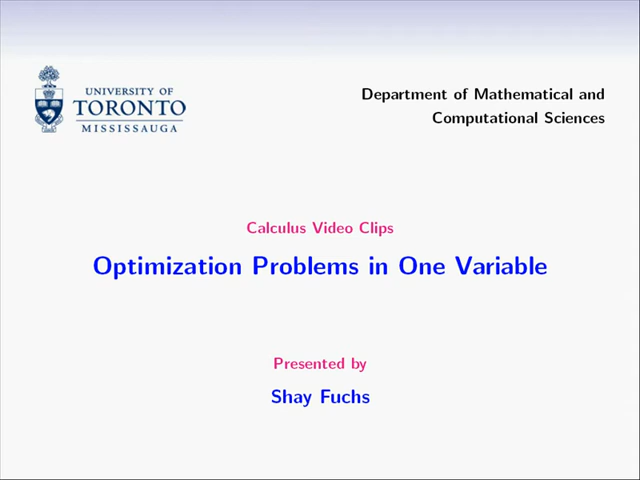 UNIVERSITY OF
TORONTO
MISSISSAUGA
Department of Mathematical and
Computational Sciences
Calculus Video Clips
Optimization Problems in One Variable
Presented by
Shay Fuchs